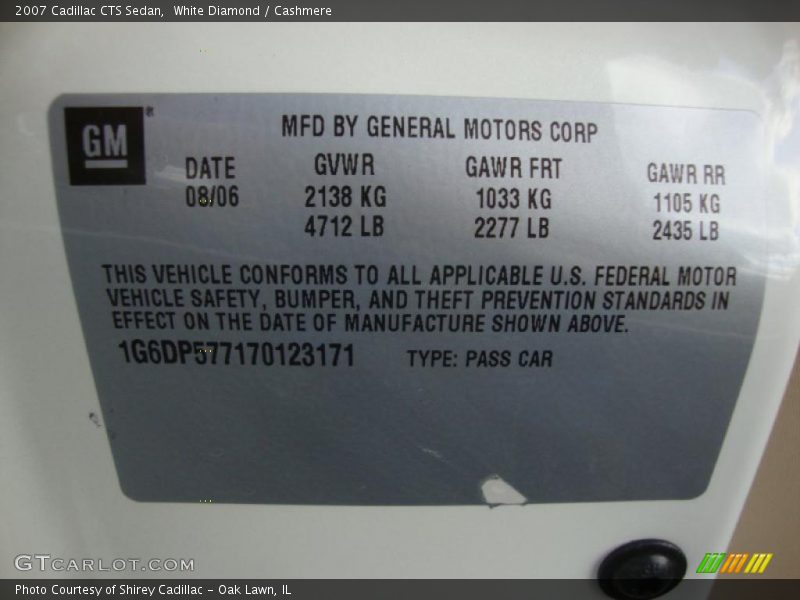 2007 Cadillac CTS Sedan, White Diamond / Cashmere
GM
MFD BY GENERAL MOTORS CORP
DATE GVWR GAWR FRT GAWR RR
08/06 2138 KG 1033 KG 1105 KG
4712 LB 2277 LB 2435 LB
THIS VEHICLE CONFORMS TO ALL APPLICABLE U.S. FEDERAL MOTOR
VEHICLE SAFETY, BUMPER, AND THEFT PREVENTION STANDARDS IN
EFFECT ON THE DATE OF MANUFACTURE SHOWN ABOVE.
1G6DP577170123171 TYPE: PASS CAR
GTCARLOT.COM
Photo Courtesy of Shirey Cadillac - Oak Lawn, IL